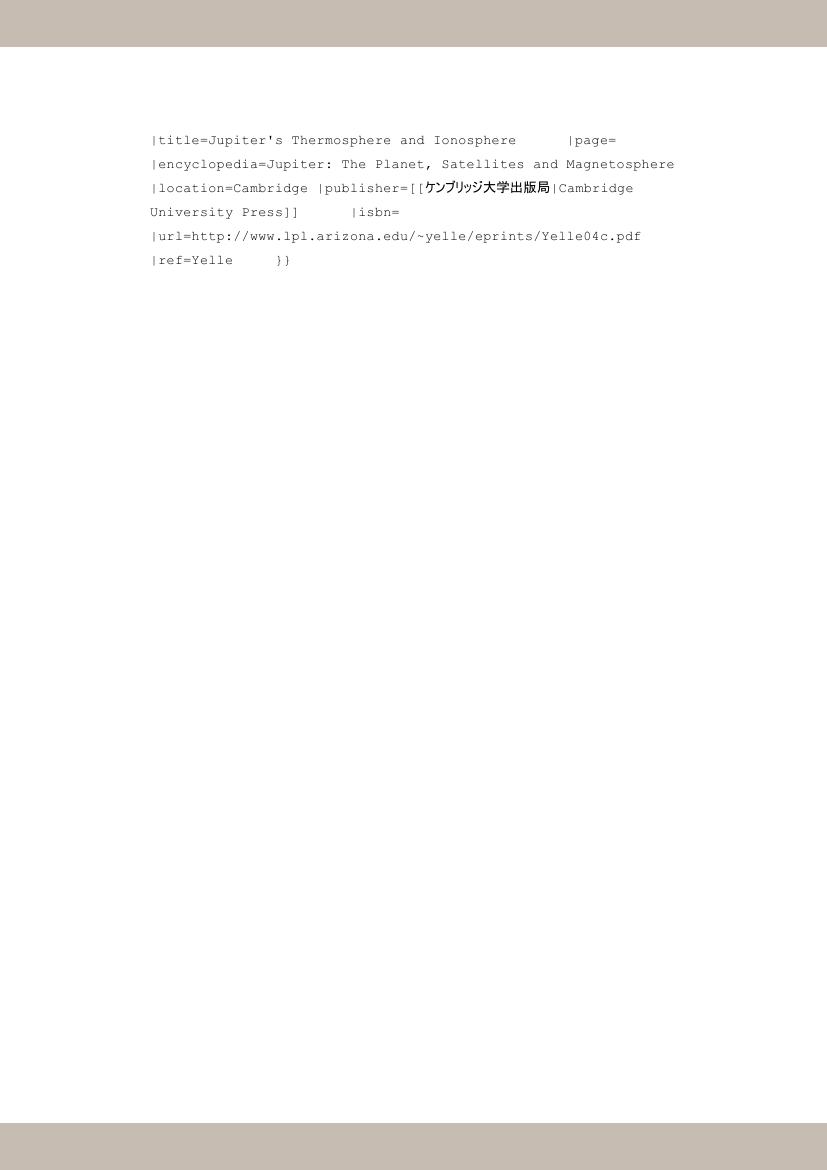 |title=Jupiter's Thermosphere and Ionosphere      |page=
|encyclopedia=Jupiter: The Planet, Satellites and Magnetosphere
|location=Cambridge |publisher=[[ケンブリッジ大学出版局|Cambridge
University Press]]      |isbn=
|url=http://www.lpl.arizona.edu/~yelle/eprints/Yelle04c.pdf
|ref=Yelle     }}